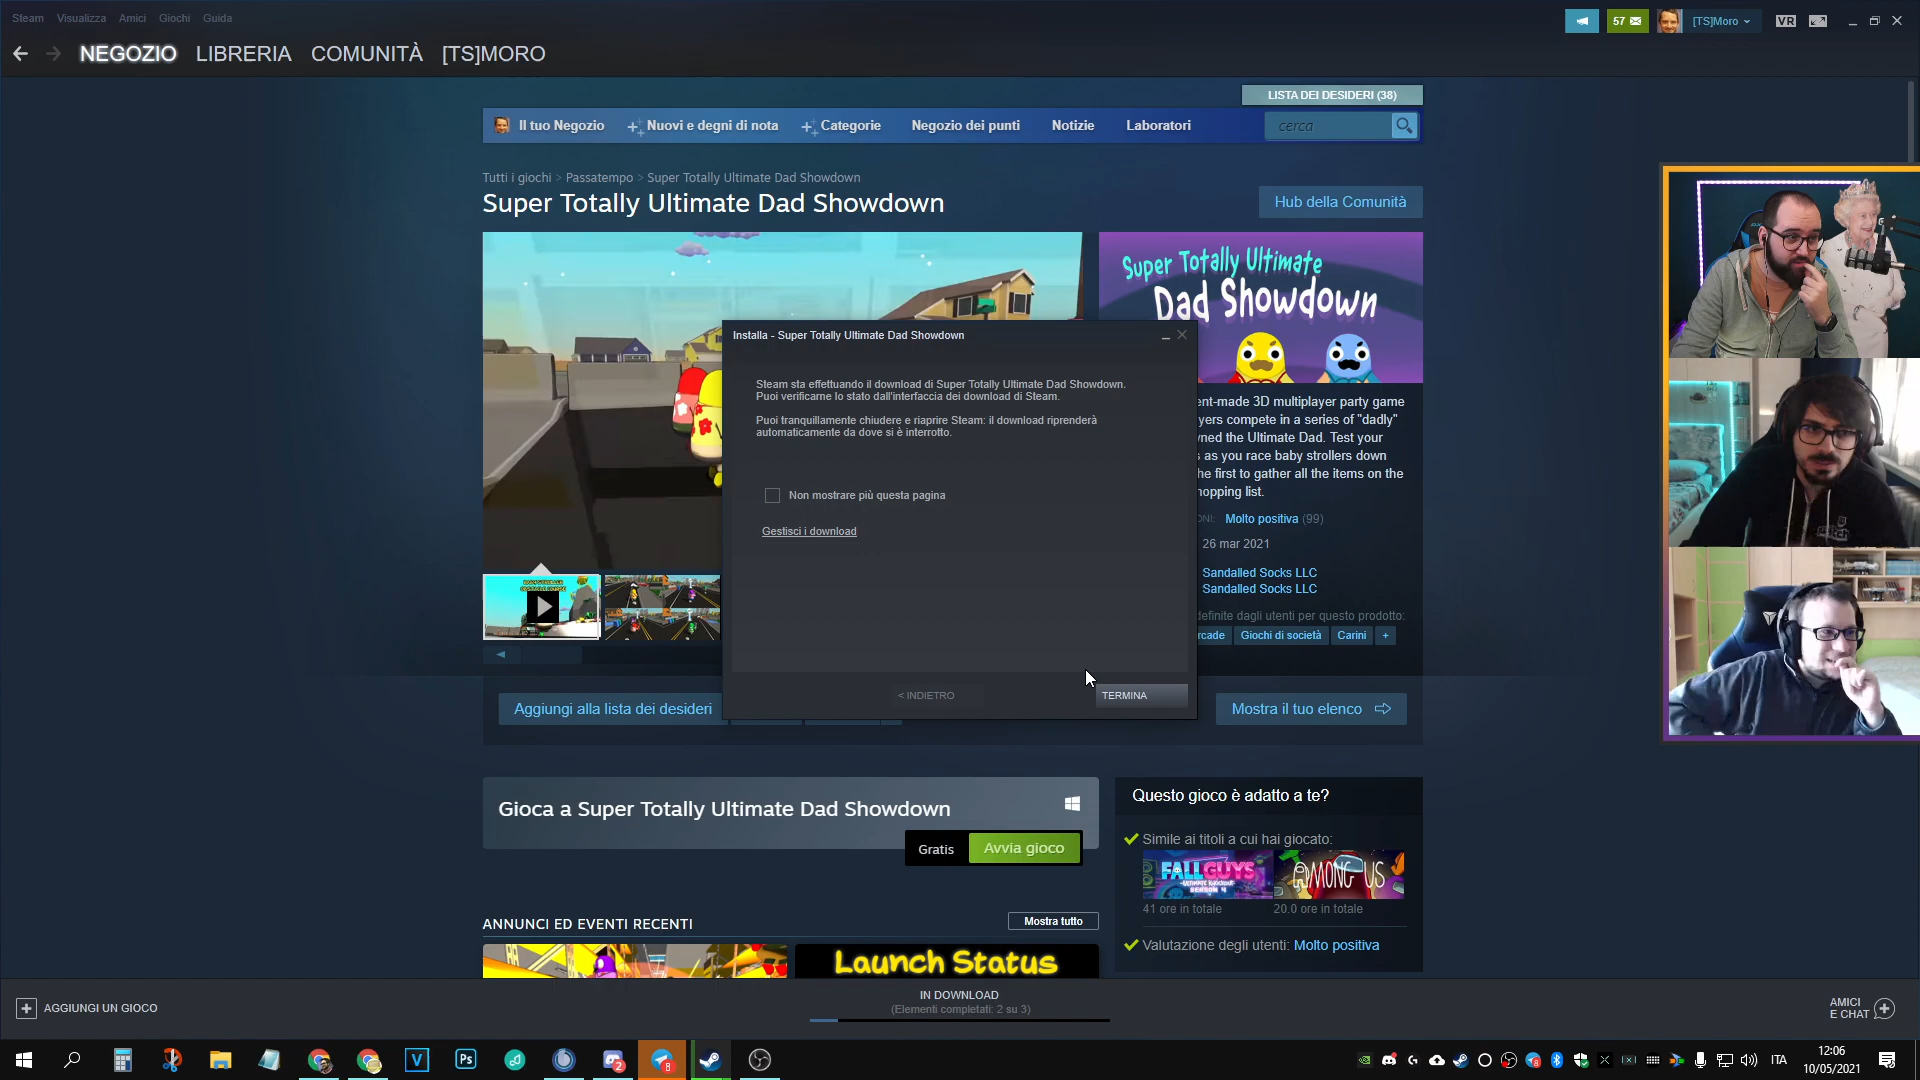 Steam Visualizza Amici Giochi Guida
57
[TS]Moro
VR
NEGOZIO LIBRERIA COMUNITÀ [TS]MORO
LISTA DEI DESIDERI (38)
Il tuo Negozio Nuovi e degni di nota Categorie Negozio dei punti Notizie Laboratori
cerca
Tutti i giochi > Passatempo > Super Totally Ultimate Dad Showdown
Super Totally Ultimate Dad Showdown
Hub della Comunità
Super Totally Ultimate
Dad Showdown
Installa - Super Totally Ultimate Dad Showdown
Steam sta effettuando il download di Super Totally Ultimate Dad Showdown.
Puoi verificarne lo stato dall'interfaccia dei download di Steam.
Puoi tranquillamente chiudere e riaprire Steam: il download riprenderà
automaticamente da dove si è interrotto.
Non mostrare più questa pagina
Gestisci i download
< INDIETRO
TERMINA
ent-made 3D multiplayer party game
yers compete in a series of "dadly"
ned the Ultimate Dad. Test your
s as you race baby strollers down
he first to gather all the items on the
opping list.
Molto positiva (99)
26 mar 2021
Sandalled Socks LLC
Sandalled Socks LLC
definite dagli utenti per questo prodotto:
rcade Giochi di società Carini +
Aggiungi alla lista dei desideri
Mostra il tuo elenco
Gioca a Super Totally Ultimate Dad Showdown
Gratis
Avvia gioco
Questo gioco è adatto a te?
Simile ai titoli a cui hai giocato:
FALL GUYS
ULTIMATE KNOCKOUT
SEASON 4
AMONG US
41 ore in totale
20.0 ore in totale
Valutazione degli utenti: Molto positiva
ANNUNCI ED EVENTI RECENTI
Mostra tutto
Launch Status
AGGIUNGI UN GIOCO
IN DOWNLOAD
(Elementi completati: 2 su 3)
AMICI
E CHAT
V
Ps
2
8
ITA
12:06
10/05/2021